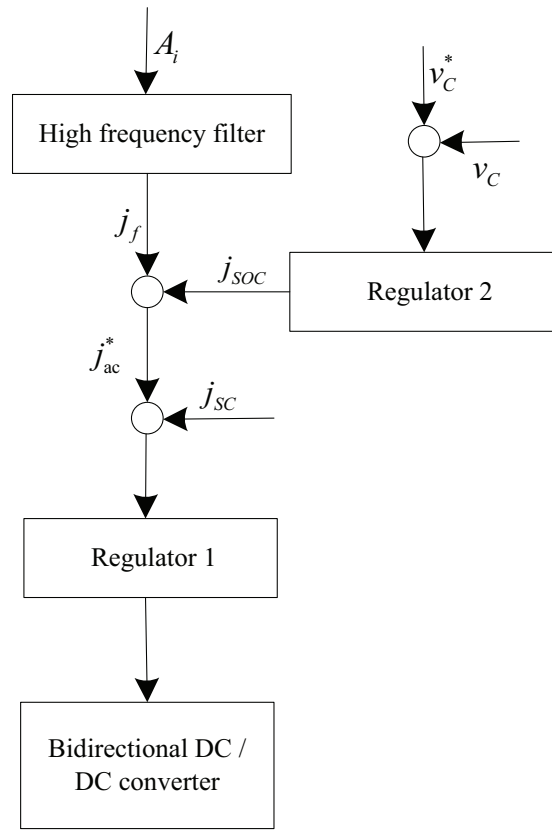 A_i
v_C^*
High frequency filter
v_C
j_f
j_SOC
Regulator 2
j_ac^*
j_SC
Regulator 1
Bidirectional DC /
DC converter